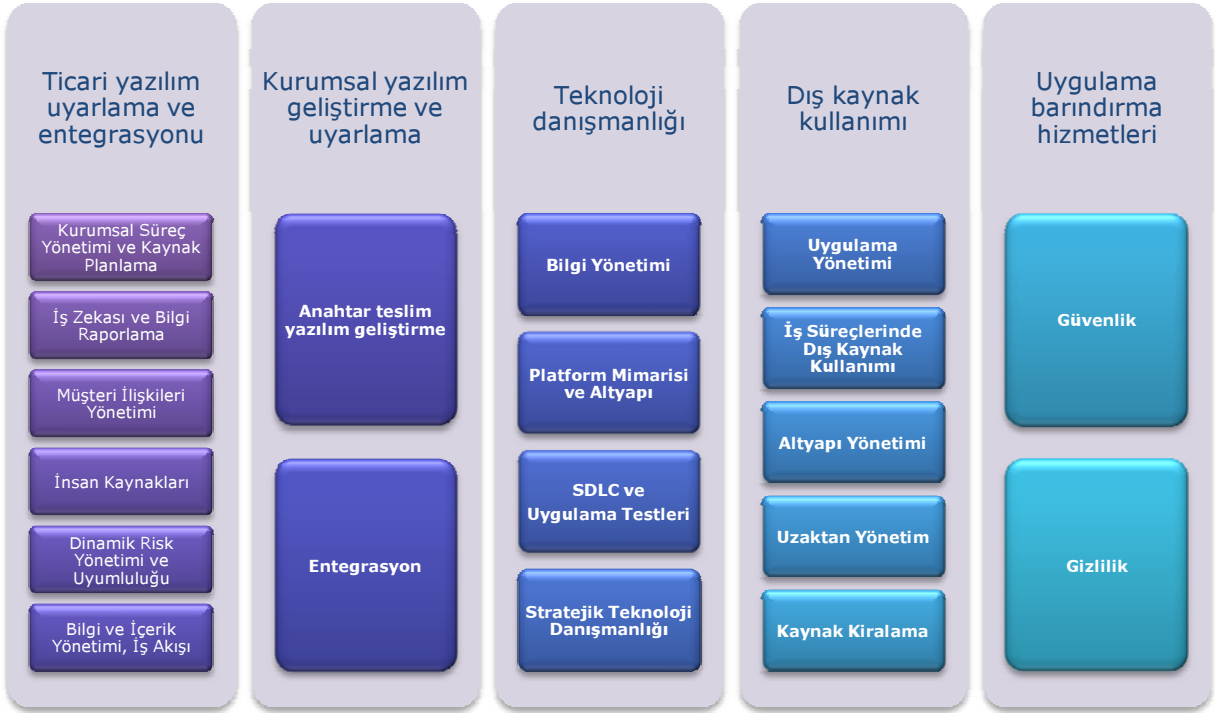 Ticari yazılım
uyarlama ve
entegrasyonu
Kurumsal Süreç
Yönetimi ve Kaynak
Planlama
İş Zekası ve Bilgi
Raporlama
Müşteri İlişkileri
Yönetimi
İnsan Kaynakları
Dinamik Risk
Yönetimi ve
Uyumluluğu
Bilgi ve İçerik
Yönetimi, İş Akışı
Kurumsal yazılım
geliştirme ve
uyarlama
Anahtar teslim
yazılım geliştirme
Entegrasyon
Teknoloji
danışmanlığı
Bilgi Yönetimi
Platform Mimarisi
ve Altyapı
SDLC ve
Uygulama Testleri
Stratejik Teknoloji
Danışmanlığı
Dış kaynak
kullanımı
Uygulama
Yönetimi
İş Süreçlerinde
Dış Kaynak
Kullanımı
Altyapı Yönetimi
Uzaktan Yönetim
Kaynak Kiralama
Uygulama
barındırma
hizmetleri
Güvenlik
Gizlilik